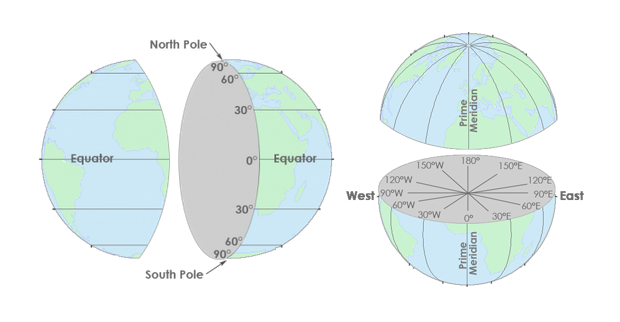 North Pole
90°
60°
30°
Equator
0°
Equator
30°
60°
90°
South Pole
Prime
Meridian
180°
150°W
150°E
120°W
120°E
West
90°W
90°E
East
60°W
60°E
30°W
0°
30°E
Prime
Meridian